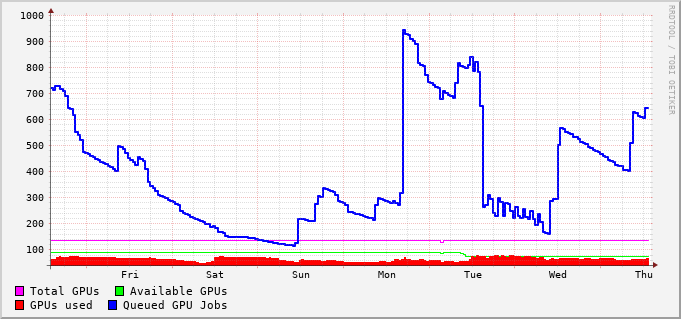 1000
900
800
700
600
500
400
300
200
100
Fri Sat Sun Mon Tue Wed Thu
Total GPUs Available GPUs
GPUs used Queued GPU Jobs
RRDTOOL / TOBI OETIKER